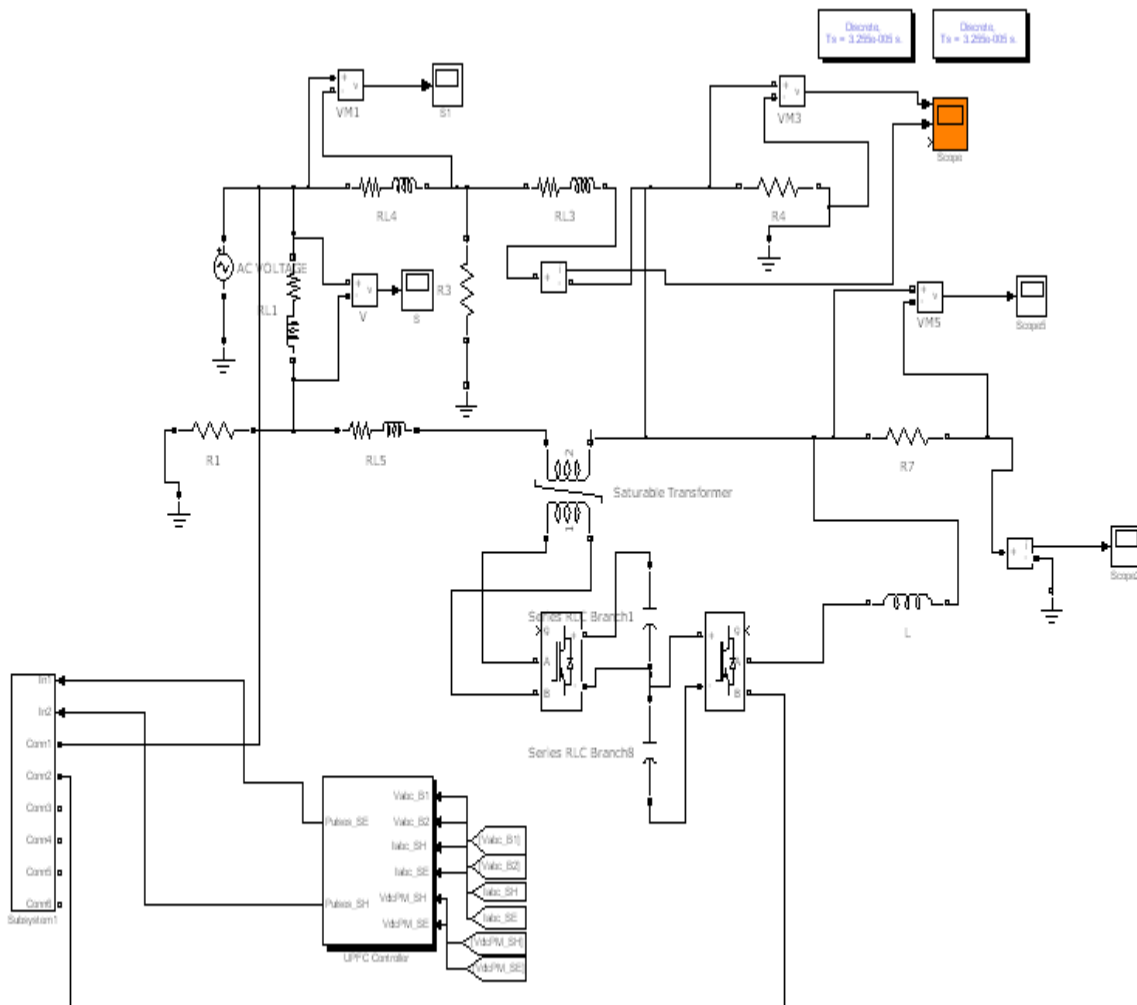 Discrete,
Ts = 3.255e-005 s.
Discrete,
Ts = 3.255e-005 s.
+
-
v
VM1
S1
+
-
v
VM3
Scope
RL4
RL3
R4
AC VOLTAGE
RL1
+
-
v
V
S
R3
+
i
-
+
-
v
VM5
Scope5
R1
RL5
2
1
Saturable Transformer
R7
+
i
-
Scope2
L
Series RLC Branch1
g
A
B
+
-
+
-
g
A
B
Series RLC Branch8
In1
In2
Conn1
Conn2
Conn3
Conn4
Conn5
Conn6
Subsystem1
Pulses_SE
Pulses_SH
Vabc_B1
Vabc_B2
Iabc_SH
Iabc_SE
VdcPM_SH
VdcPM_SE
UPFC Controller
[Vabc_B1]
[Vabc_B2]
Iabc_SH
Iabc_SE
[VdcPM_SH]
[VdcPM_SE]